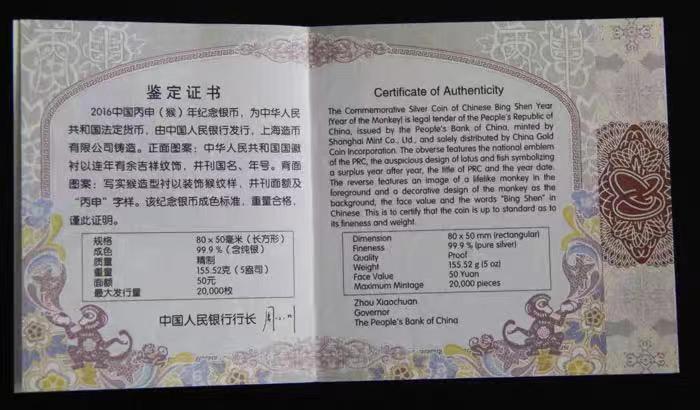 鉴定证书
2016中国丙申（猴）年纪念银币，为中华人民
共和国法定货币，由中国人民银行发行，上海造币
有限公司铸造。正面图案：中华人民共和国国徽
衬以连年有余吉祥纹饰，并刊国名、年号。背面
图案：写实猴造型衬以装饰猴纹样，并刊面额及
“丙申”字样。该纪念银币成色标准，重量合格，
谨此证明。
规格 80×50毫米（长方形）
成色 99.9%（含纯银）
质量 精制
重量 155.52克（5盎司）
面额 50元
最大发行量 20,000枚
中国人民银行行长
Certificate of Authenticity
The Commemorative Silver Coin of Chinese Bing Shen Year
(Year of the Monkey) is legal tender of the People's Republic of
China, issued by the People's Bank of China, minted by
Shanghai Mint Co., Ltd., and solely distributed by China Gold
Coin Incorporation. The obverse features the national emblem
of the PRC, the auspicious design of lotus and fish symbolizing
a surplus year after year, the title of PRC and the year date.
The reverse features an image of a lifelike monkey in the
foreground and a decorative design of the monkey as the
background, the face value and the words "Bing Shen" in
Chinese. This is to certify that the coin is up to standard as to
its fineness and weight.
Dimension 80 x 50 mm (rectangular)
Fineness 99.9 % (pure silver)
Quality Proof
Weight 155.52 g (5 oz)
Face Value 50 Yuan
Maximum Mintage 20,000 pieces
Zhou Xiaochuan
Governor
The People's Bank of China